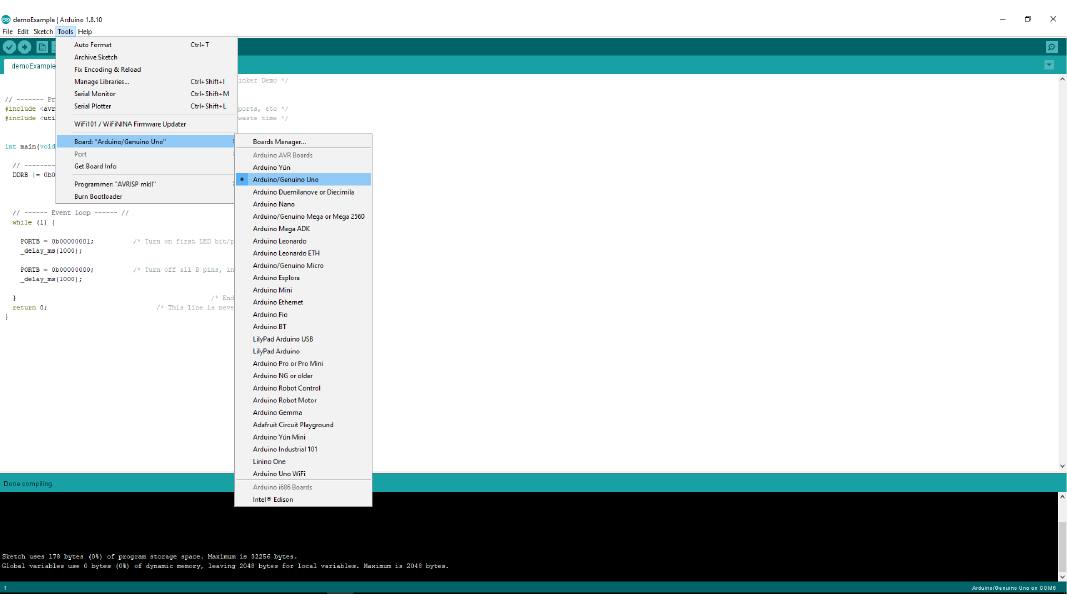 demoExample | Arduino 1.8.10
File Edit Sketch Tools Help
demoExample
Auto Format Ctrl+T
Archive Sketch
Fix Encoding & Reload
Manage Libraries... Ctrl+Shift+I
Serial Monitor Ctrl+Shift+M
Serial Plotter Ctrl+Shift+L
WiFi101 / WiFiNINA Firmware Updater
Board: "Arduino/Genuino Uno"
Port
Get Board Info
Programmer: "AVRISP mkII"
Burn Bootloader
Boards Manager...
Arduino AVR Boards
Arduino Yún
Arduino/Genuino Uno
Arduino Duemilanove or Diecimila
Arduino Nano
Arduino/Genuino Mega or Mega 2560
Arduino Mega ADK
Arduino Leonardo
Arduino Leonardo ETH
Arduino/Genuino Micro
Arduino Esplora
Arduino Mini
Arduino Ethernet
Arduino Fio
Arduino BT
LilyPad Arduino USB
LilyPad Arduino
Arduino Pro or Pro Mini
Arduino NG or older
Arduino Robot Control
Arduino Robot Motor
Arduino Gemma
Adafruit Circuit Playground
Arduino Yún Mini
Arduino Industrial 101
Linino One
Arduino Uno WiFi
Arduino i686 Boards
Intel® Edison
inker Demo */
// ------- Pr
#include <avr ports, etc */
#include <uti waste time */
int main(void
// --------
DDRB |= 0b0
// ------ Event loop ------ //
while (1) {
PORTB = 0b00000001; /* Turn on first LED bit/p
_delay_ms(1000);
PORTB = 0b00000000; /* Turn off all B pins, in
_delay_ms(1000);
} /* End
return 0; /* This line is neve
}
Done compiling.
Sketch uses 178 bytes (0%) of program storage space. Maximum is 32256 bytes.
Global variables use 0 bytes (0%) of dynamic memory, leaving 2048 bytes for local variables. Maximum is 2048 bytes.
1 Arduino/Genuino Uno on COM6